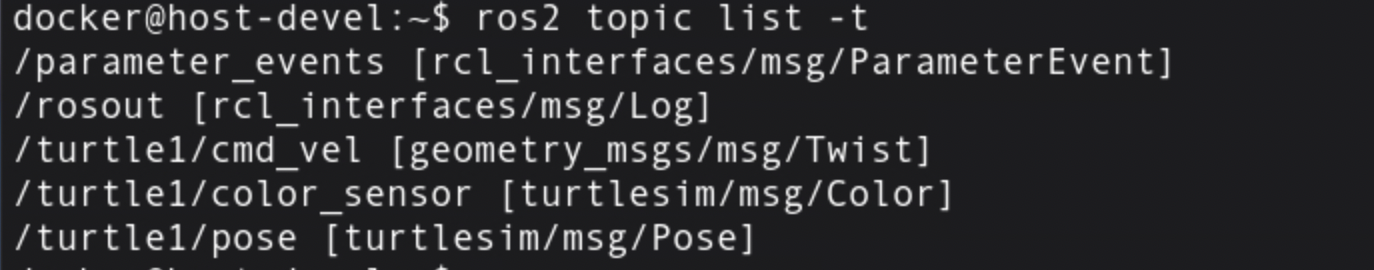 docker@host-devel:~$ ros2 topic list -t
/parameter_events [rcl_interfaces/msg/ParameterEvent]
/rosout [rcl_interfaces/msg/Log]
/turtle1/cmd_vel [geometry_msgs/msg/Twist]
/turtle1/color_sensor [turtlesim/msg/Color]
/turtle1/pose [turtlesim/msg/Pose]